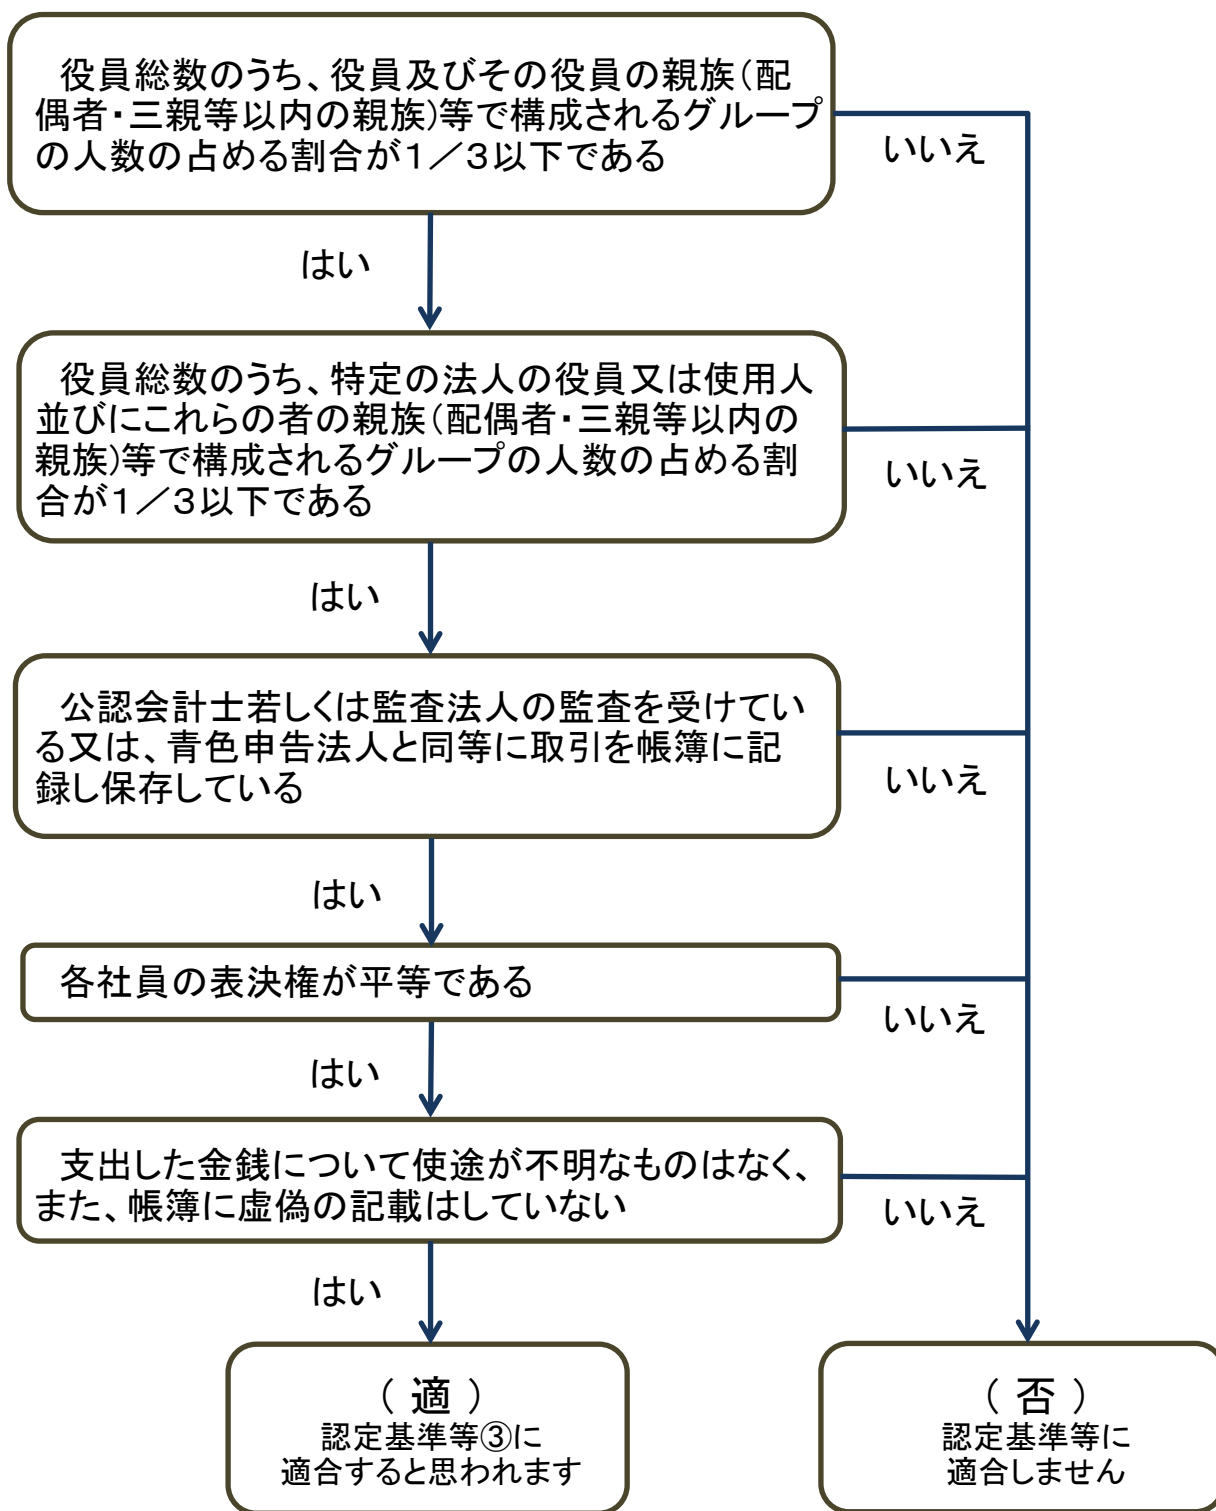 役員総数のうち、役員及びその役員の親族(配
偶者・三親等以内の親族)等で構成されるグループ
の人数の占める割合が1／3以下である
いいえ
はい
役員総数のうち、特定の法人の役員又は使用人
並びにこれらの者の親族(配偶者・三親等以内の
親族)等で構成されるグループの人数の占める割
合が1／3以下である
いいえ
はい
公認会計士若しくは監査法人の監査を受けてい
る又は、青色申告法人と同等に取引を帳簿に記
録し保存している
いいえ
はい
各社員の表決権が平等である
いいえ
はい
支出した金銭について使途が不明なものはなく、
また、帳簿に虚偽の記載はしていない
いいえ
はい
( 適 )
認定基準等③に
適合すると思われます
( 否 )
認定基準等に
適合しません